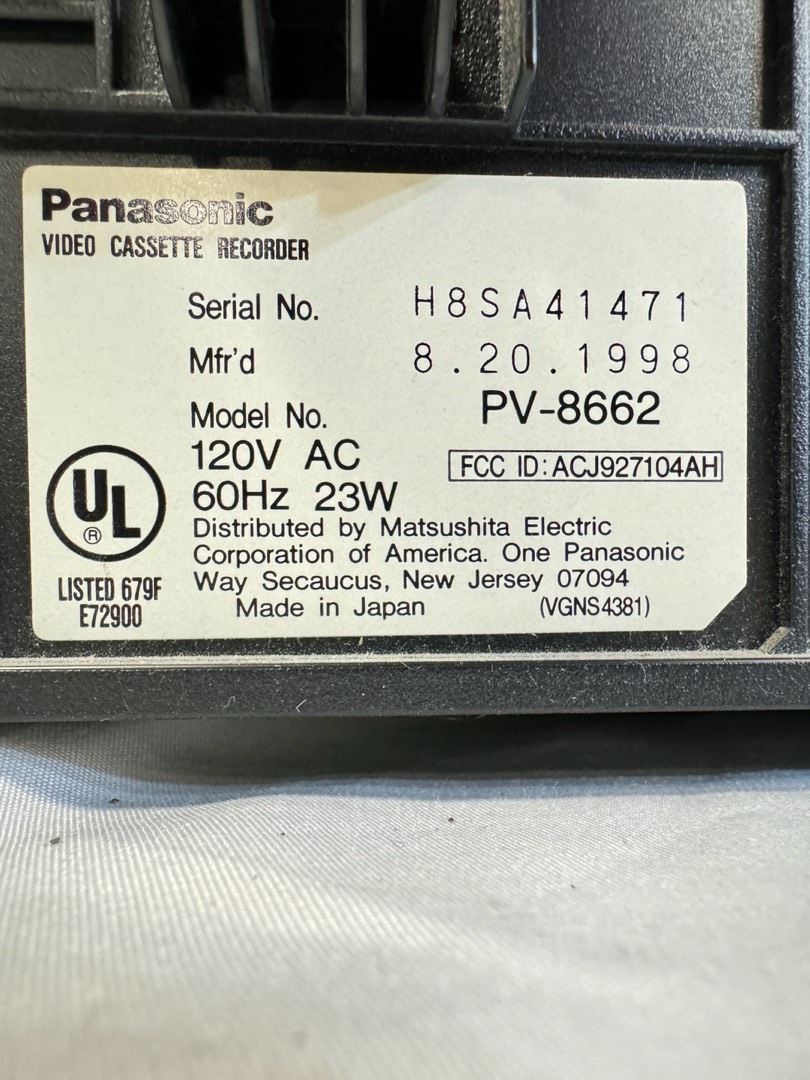 Panasonic
VIDEO CASSETTE RECORDER
Serial No. H8SA41471
Mfr'd 8.20.1998
Model No. PV-8662
120V AC
FCC ID:ACJ927104AH
60Hz 23W
UL
®
LISTED 679F
E72900
Distributed by Matsushita Electric
Corporation of America. One Panasonic
Way Secaucus, New Jersey 07094
Made in Japan (VGNS4381)